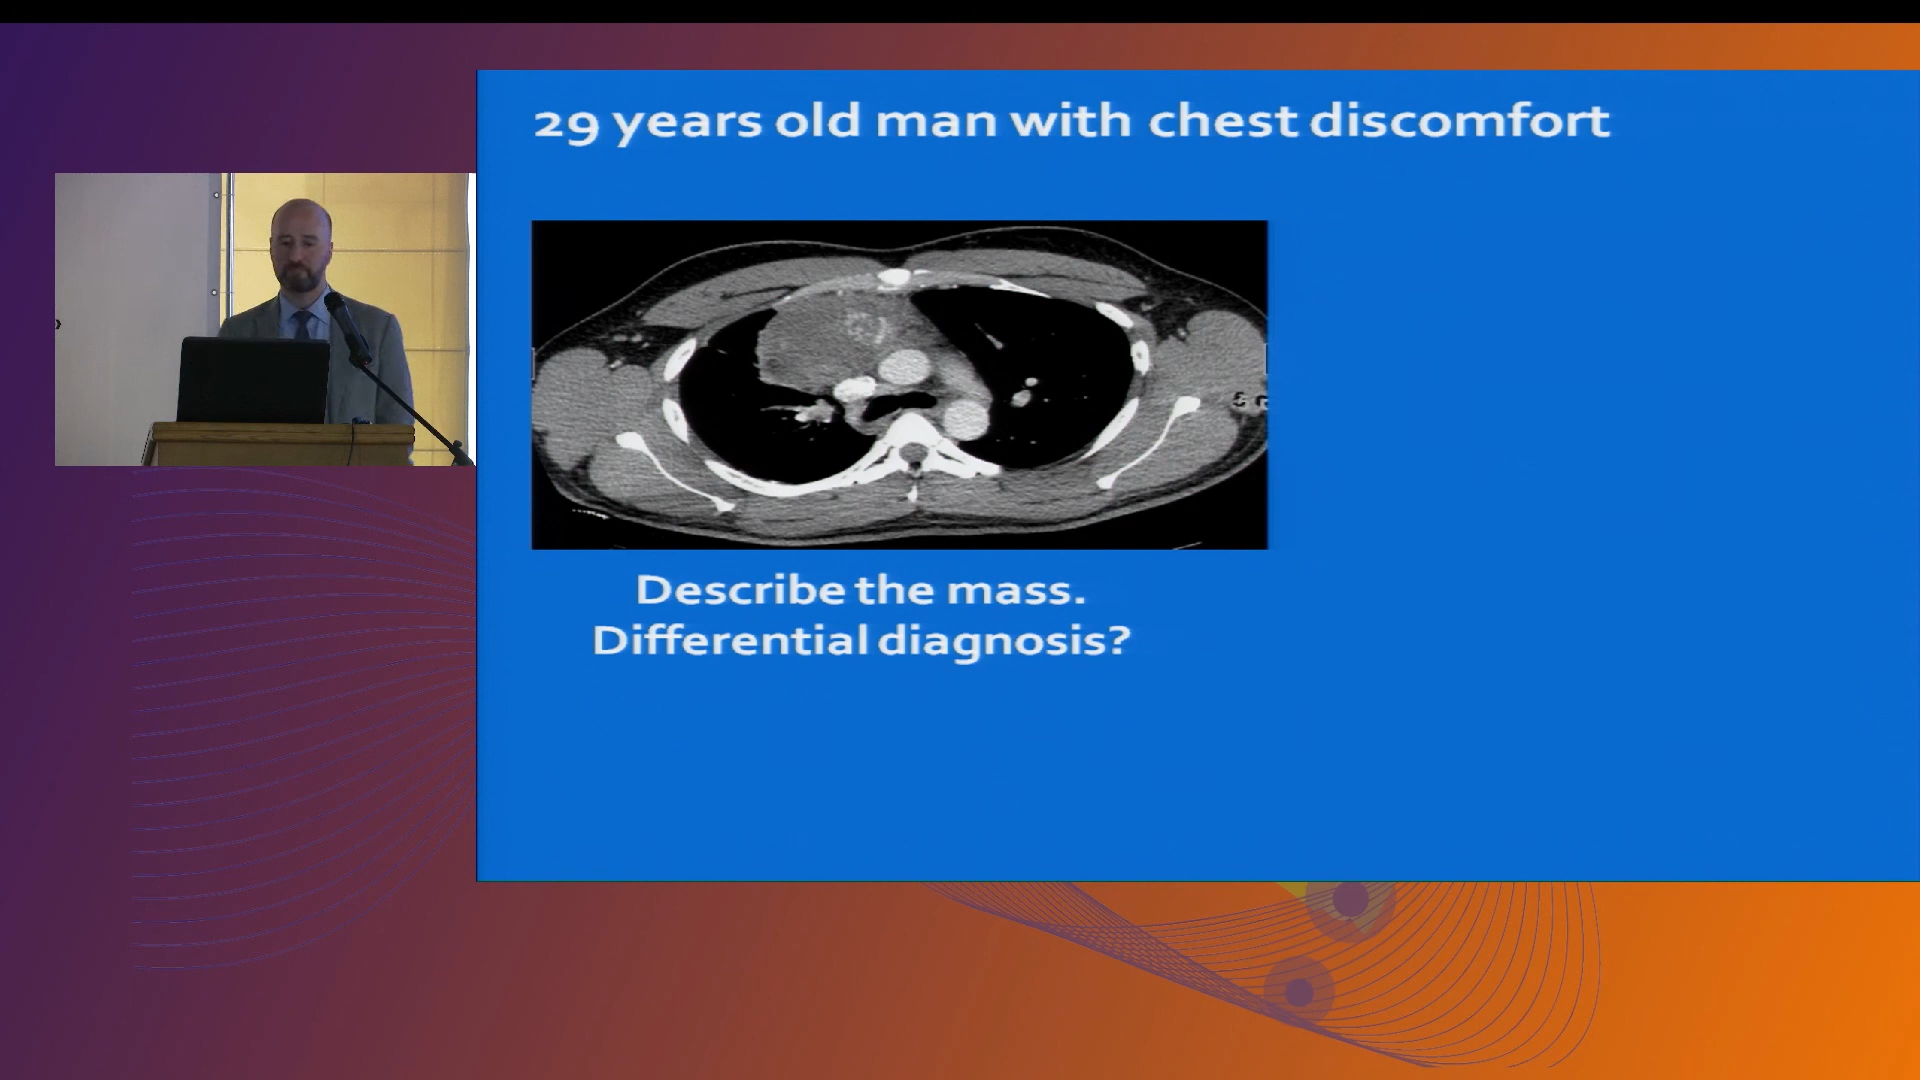 29 years old man with chest discomfort
Describe the mass.
Differential diagnosis?